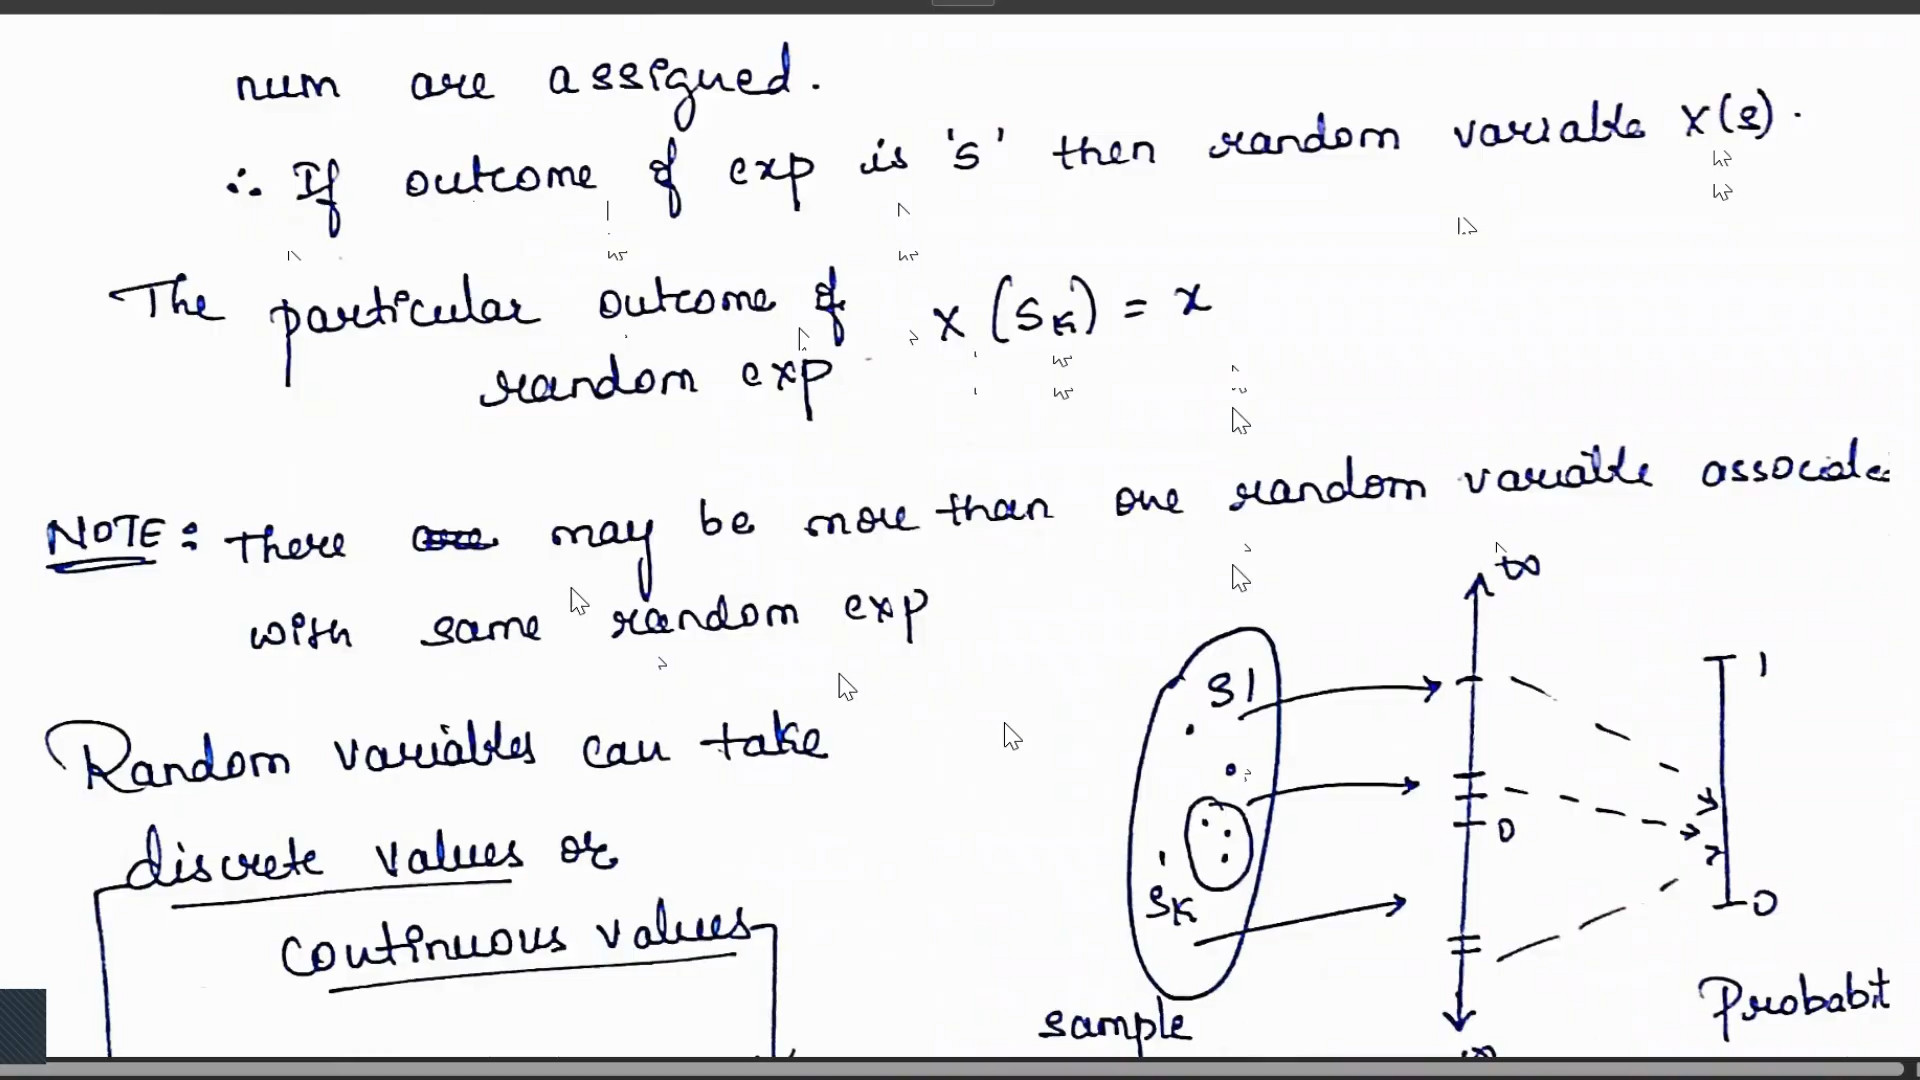 num are assigned.
∴ If outcome of exp is 's' then random variable X(s).
The particular outcome of X (SK) = x
random exp
NOTE: There are may be more than one random variable associate
with same random exp
Random variables can take
discrete values or
continuous values
∞
S1
1
0
SK
0
Probabit
sample
∞